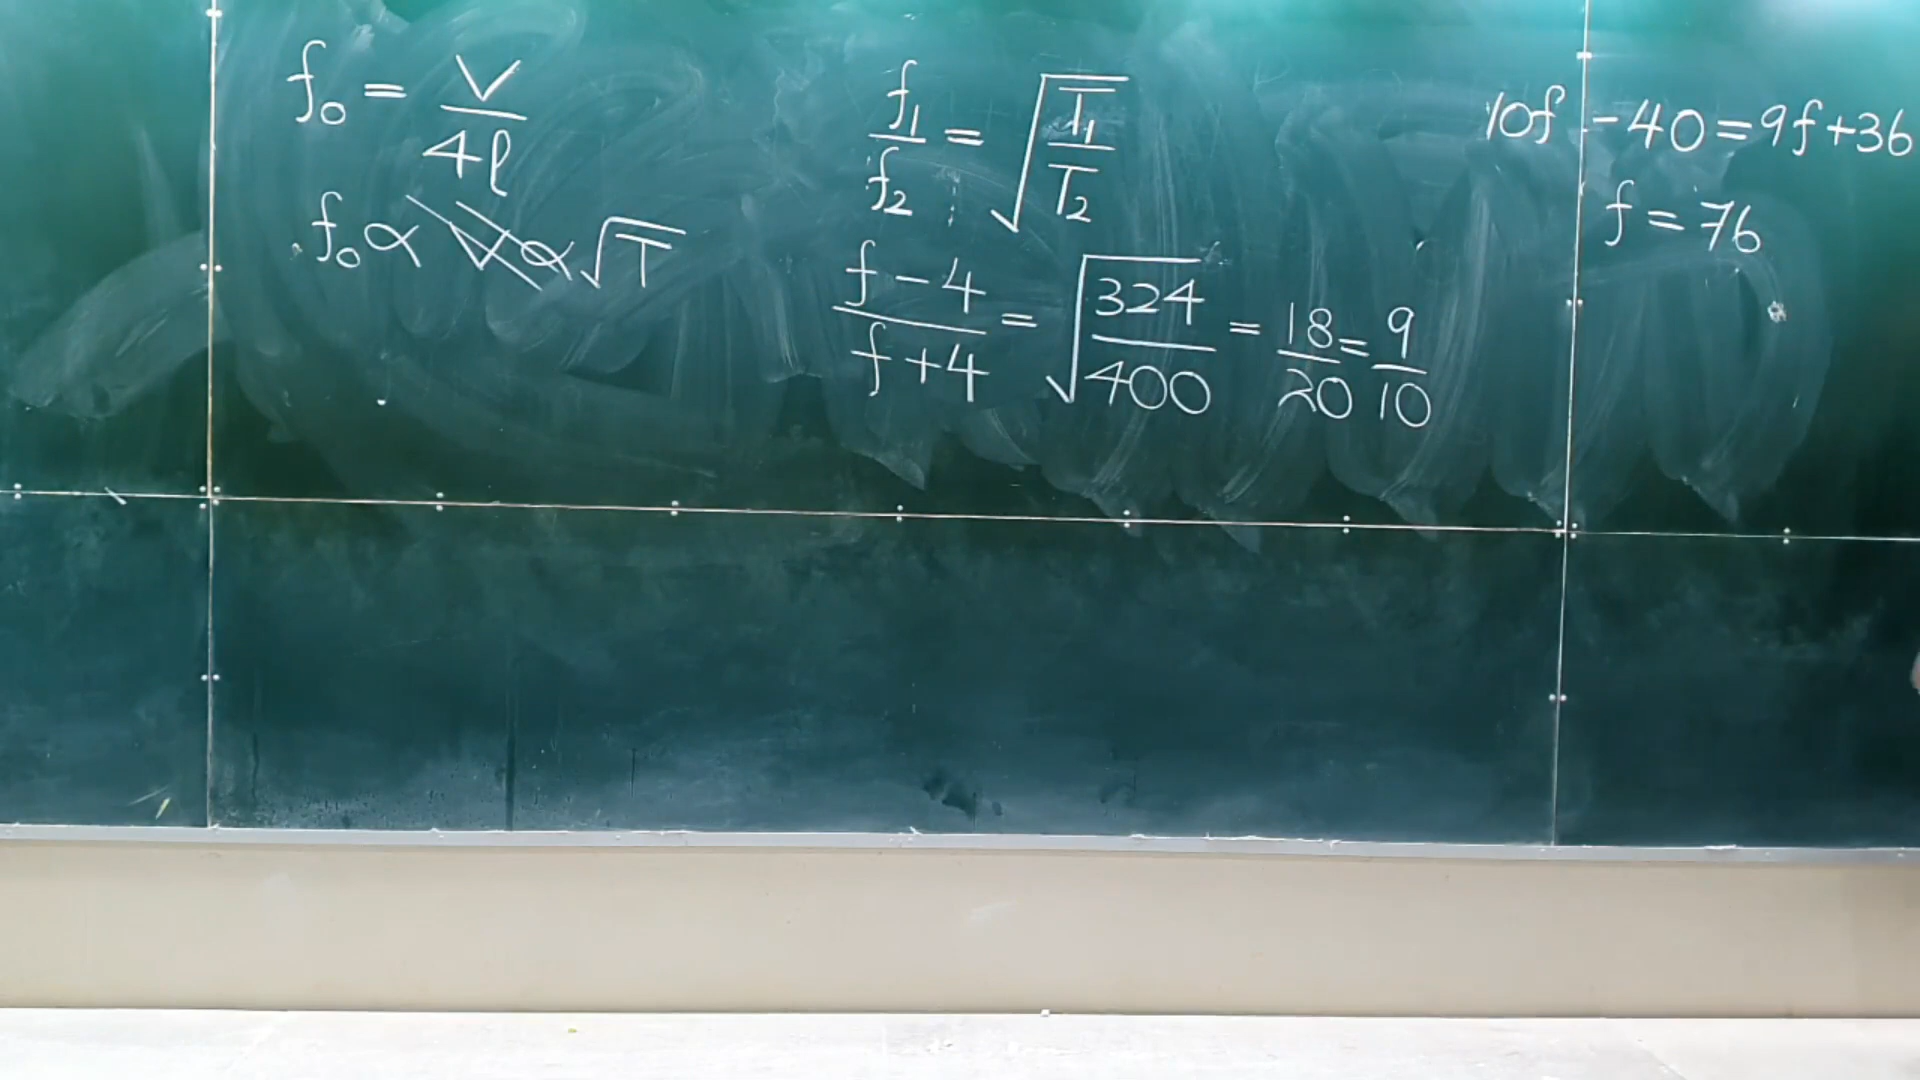 f₀ = V/4l
f₀ ∝ V ∝ √T
f₁/f₂ = √(T₁/T₂)
(f-4)/(f+4) = √(324/400) = 18/20 = 9/10
10f - 40 = 9f + 36
f = 76